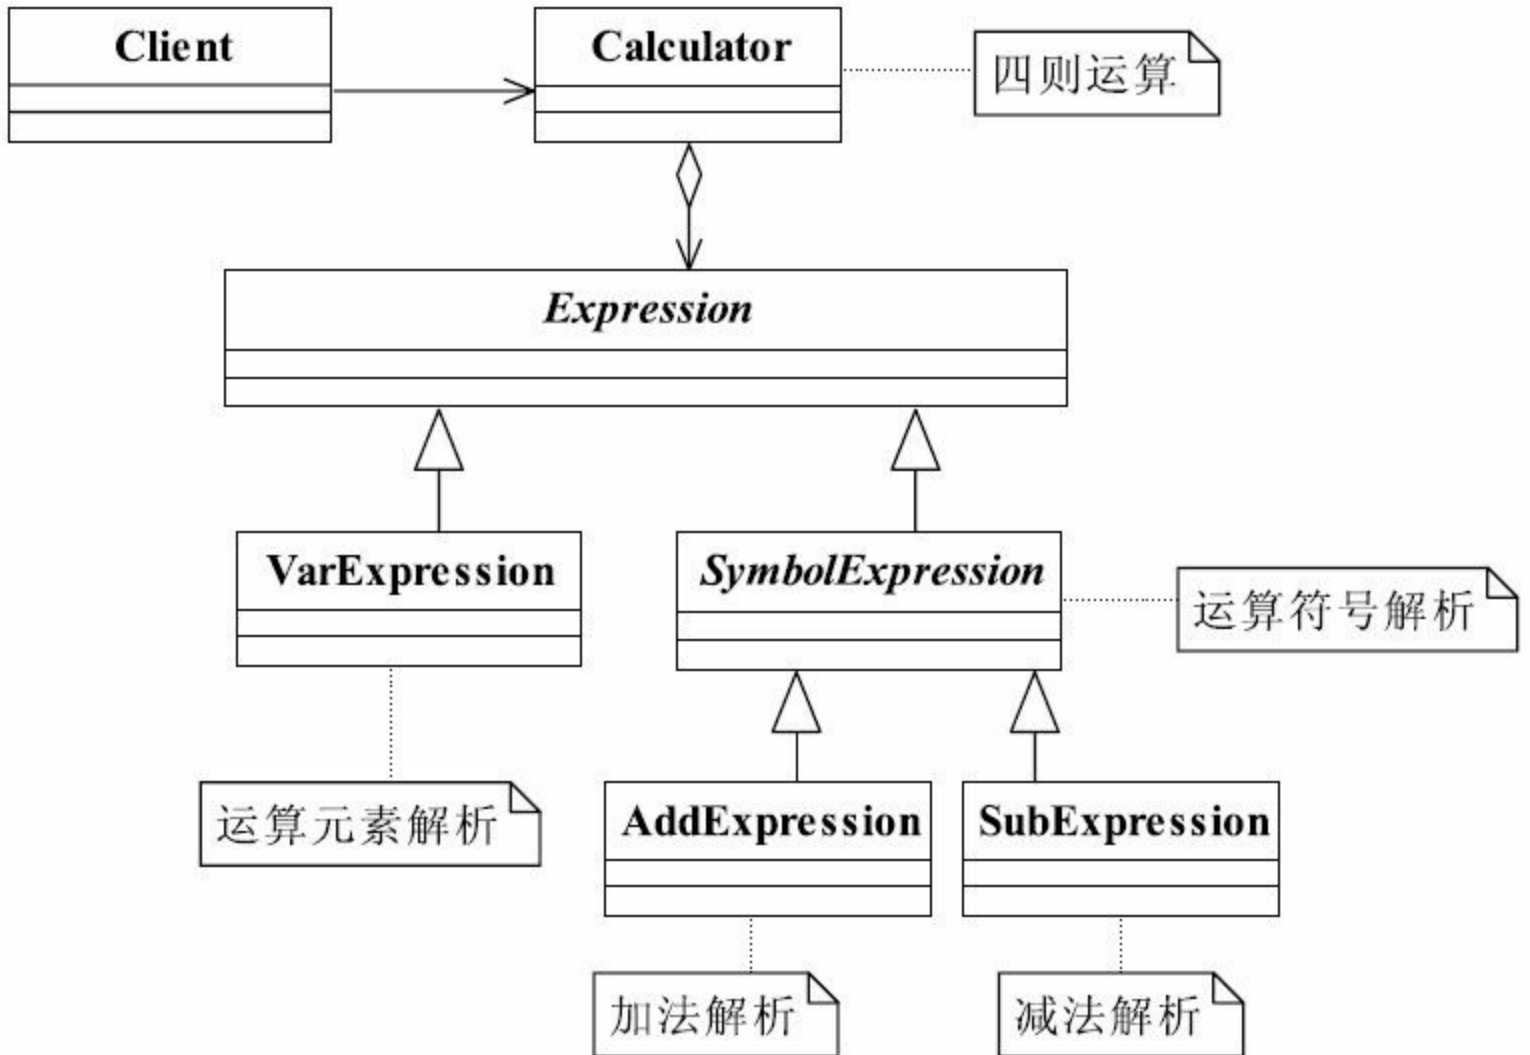 Client
Calculator
四则运算
Expression
VarExpression
SymbolExpression
运算符号解析
运算元素解析
AddExpression
SubExpression
加法解析
减法解析